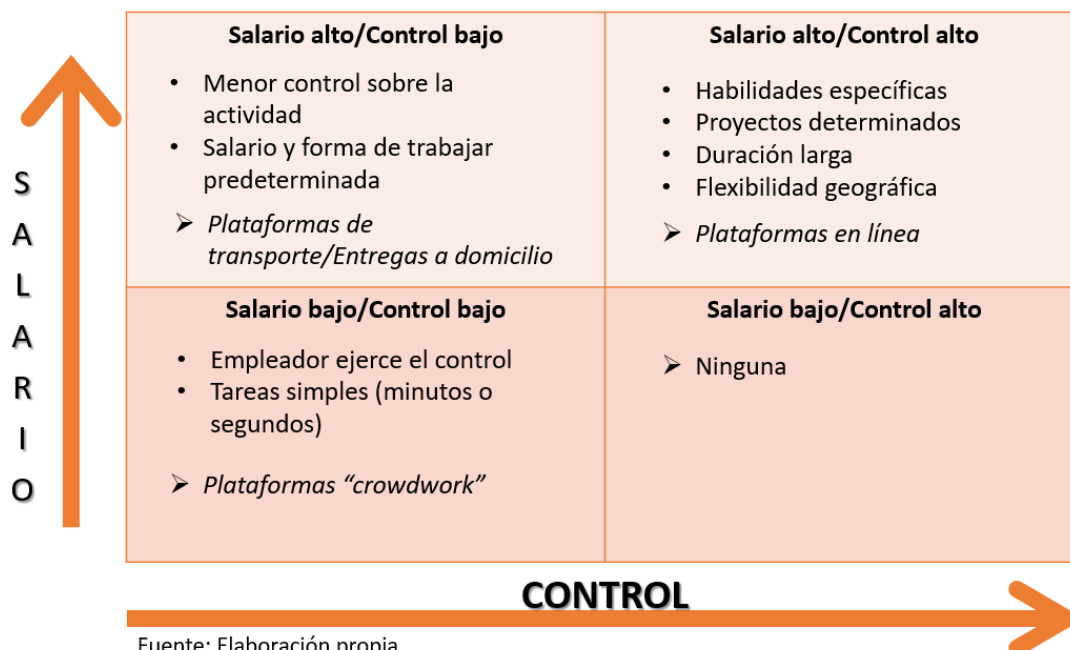 Salario alto/Control bajo
• Menor control sobre la
actividad
• Salario y forma de trabajar
predeterminada
➢ Plataformas de
transporte/Entregas a domicilio
Salario alto/Control alto
• Habilidades específicas
• Proyectos determinados
• Duración larga
• Flexibilidad geográfica
➢ Plataformas en línea
Salario bajo/Control bajo
• Empleador ejerce el control
• Tareas simples (minutos o
segundos)
➢ Plataformas “crowdwork”
Salario bajo/Control alto
➢ Ninguna
S
A
L
A
R
I
O
CONTROL
Fuente: Elaboración propia